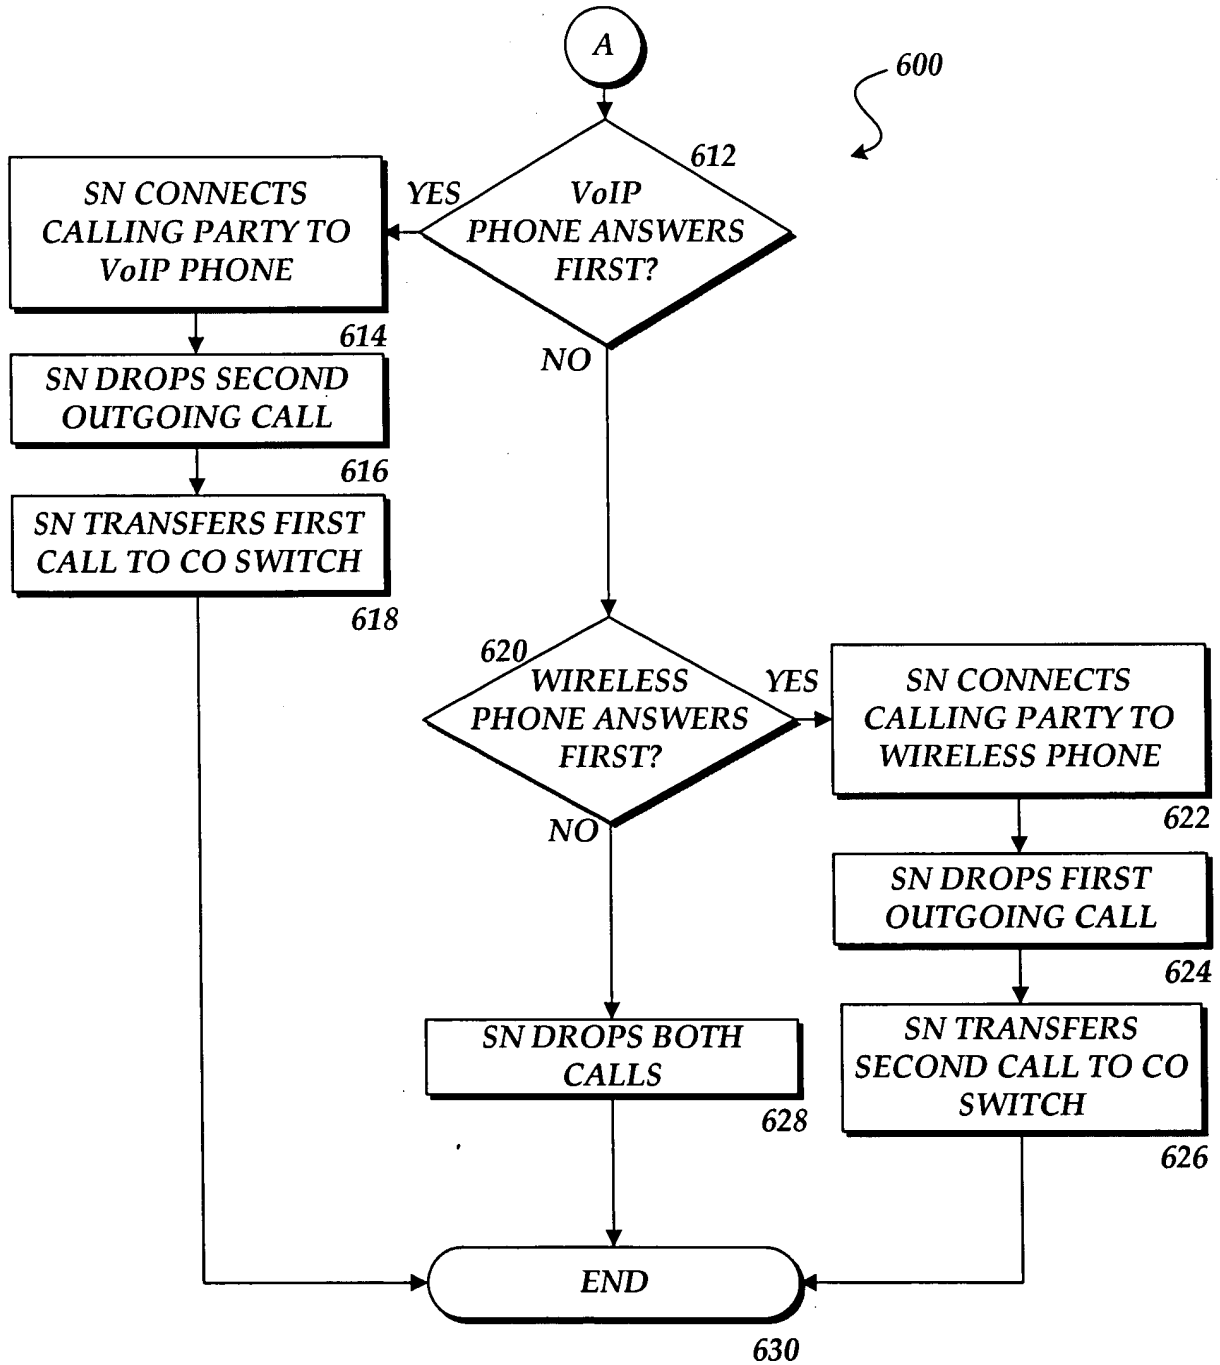 A
600
612
VoIP
PHONE ANSWERS
FIRST?
YES
NO
SN CONNECTS
CALLING PARTY TO
VoIP PHONE
614
SN DROPS SECOND
OUTGOING CALL
616
SN TRANSFERS FIRST
CALL TO CO SWITCH
618
620
WIRELESS
PHONE ANSWERS
FIRST?
YES
NO
SN CONNECTS
CALLING PARTY TO
WIRELESS PHONE
622
SN DROPS FIRST
OUTGOING CALL
624
SN TRANSFERS
SECOND CALL TO CO
SWITCH
626
SN DROPS BOTH
CALLS
628
END
630